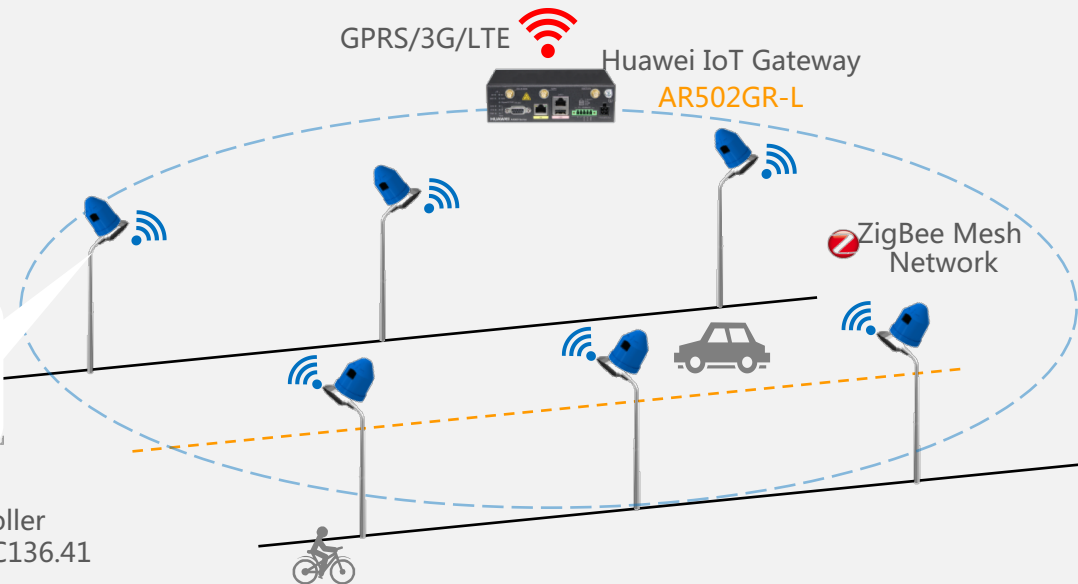 GPRS/3G/LTE
Huawei IoT Gateway
AR502GR-L
ZigBee Mesh
Network
oller
C136.41